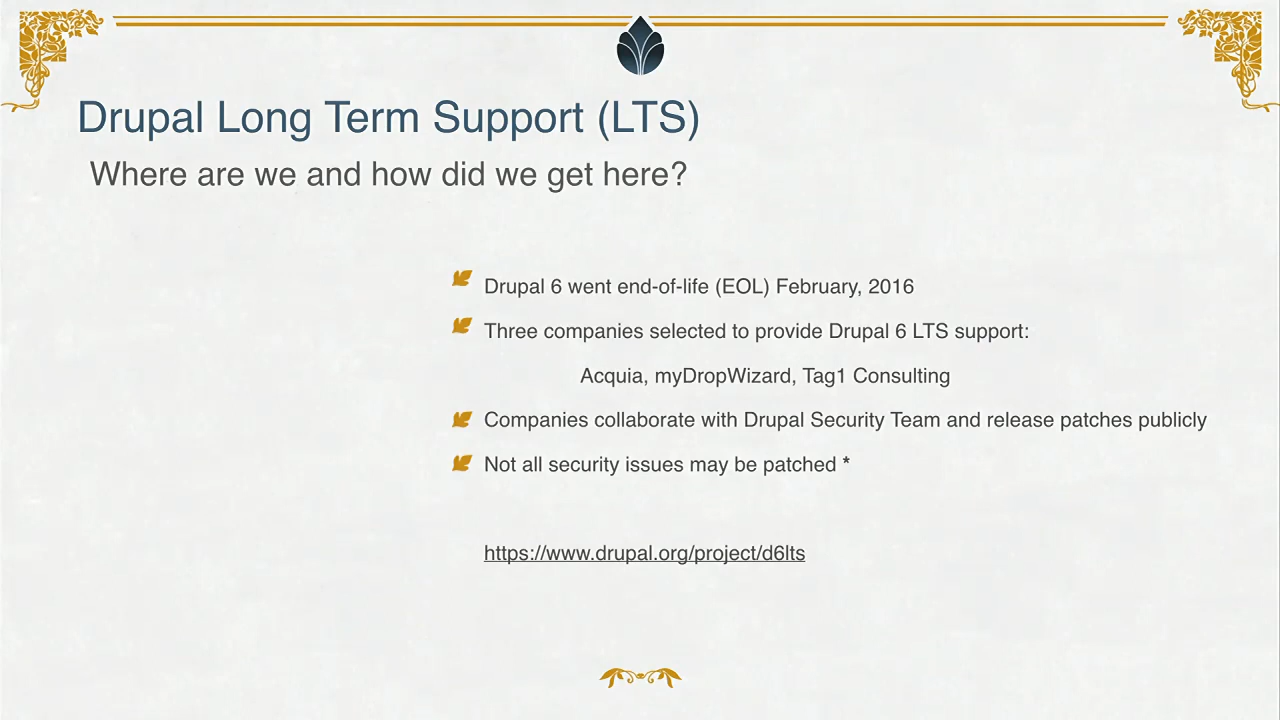 Drupal Long Term Support (LTS)
Where are we and how did we get here?
Drupal 6 went end-of-life (EOL) February, 2016
Three companies selected to provide Drupal 6 LTS support:
Acquia, myDropWizard, Tag1 Consulting
Companies collaborate with Drupal Security Team and release patches publicly
Not all security issues may be patched *
https://www.drupal.org/project/d6lts